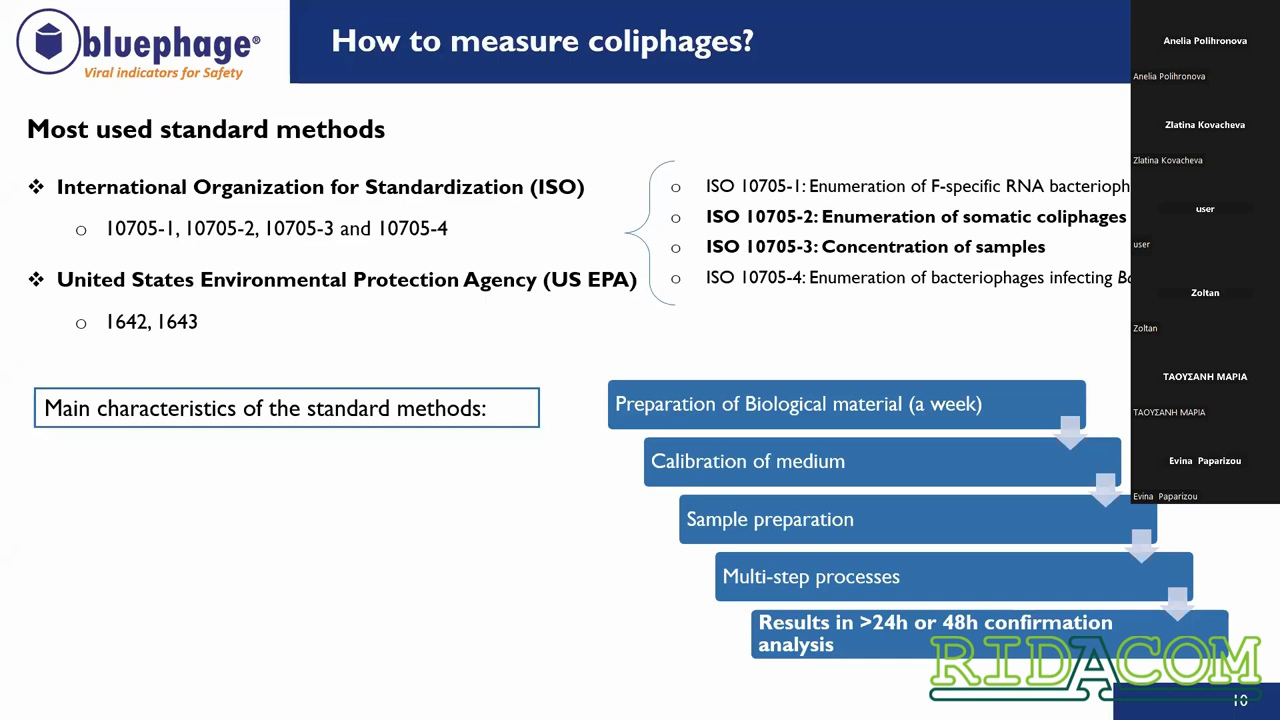 bluephage®
Viral indicators for Safety
How to measure coliphages?
Most used standard methods
❖ International Organization for Standardization (ISO)
o 10705-1, 10705-2, 10705-3 and 10705-4
❖ United States Environmental Protection Agency (US EPA)
o 1642, 1643
o ISO 10705-1: Enumeration of F-specific RNA bacterioph
o ISO 10705-2: Enumeration of somatic coliphages
o ISO 10705-3: Concentration of samples
o ISO 10705-4: Enumeration of bacteriophages infecting Ba
Main characteristics of the standard methods:
Preparation of Biological material (a week)
Calibration of medium
Sample preparation
Multi-step processes
Results in >24h or 48h confirmation
analysis
Anelia Polihronova
Anelia Polihronova
Zlatina Kovacheva
Zlatina Kovacheva
user
user
Zoltan
Zoltan
ΤΑΟΥΣΑΝΗ ΜΑΡΙΑ
ΤΑΟΥΣΑΝΗ ΜΑΡΙΑ
Evina Paparizou
Evina Paparizou
RIDACOM
10